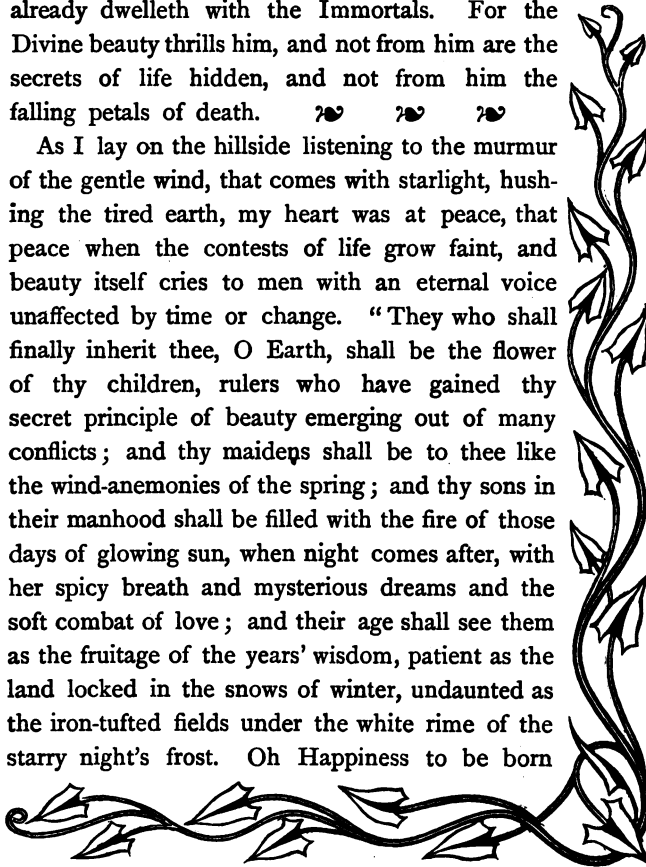 already dwelleth with the Immortals. For the
Divine beauty thrills him, and not from him are the
secrets of life hidden, and not from him the
falling petals of death. ❧ ❧ ❧
As I lay on the hillside listening to the murmur
of the gentle wind, that comes with starlight, hush-
ing the tired earth, my heart was at peace, that
peace when the contests of life grow faint, and
beauty itself cries to men with an eternal voice
unaffected by time or change. “They who shall
finally inherit thee, O Earth, shall be the flower
of thy children, rulers who have gained thy
secret principle of beauty emerging out of many
conflicts; and thy maidens shall be to thee like
the wind-anemonies of the spring; and thy sons in
their manhood shall be filled with the fire of those
days of glowing sun, when night comes after, with
her spicy breath and mysterious dreams and the
soft combat of love; and their age shall see them
as the fruitage of the years’ wisdom, patient as the
land locked in the snows of winter, undaunted as
the iron-tufted fields under the white rime of the
starry night’s frost. Oh Happiness to be born